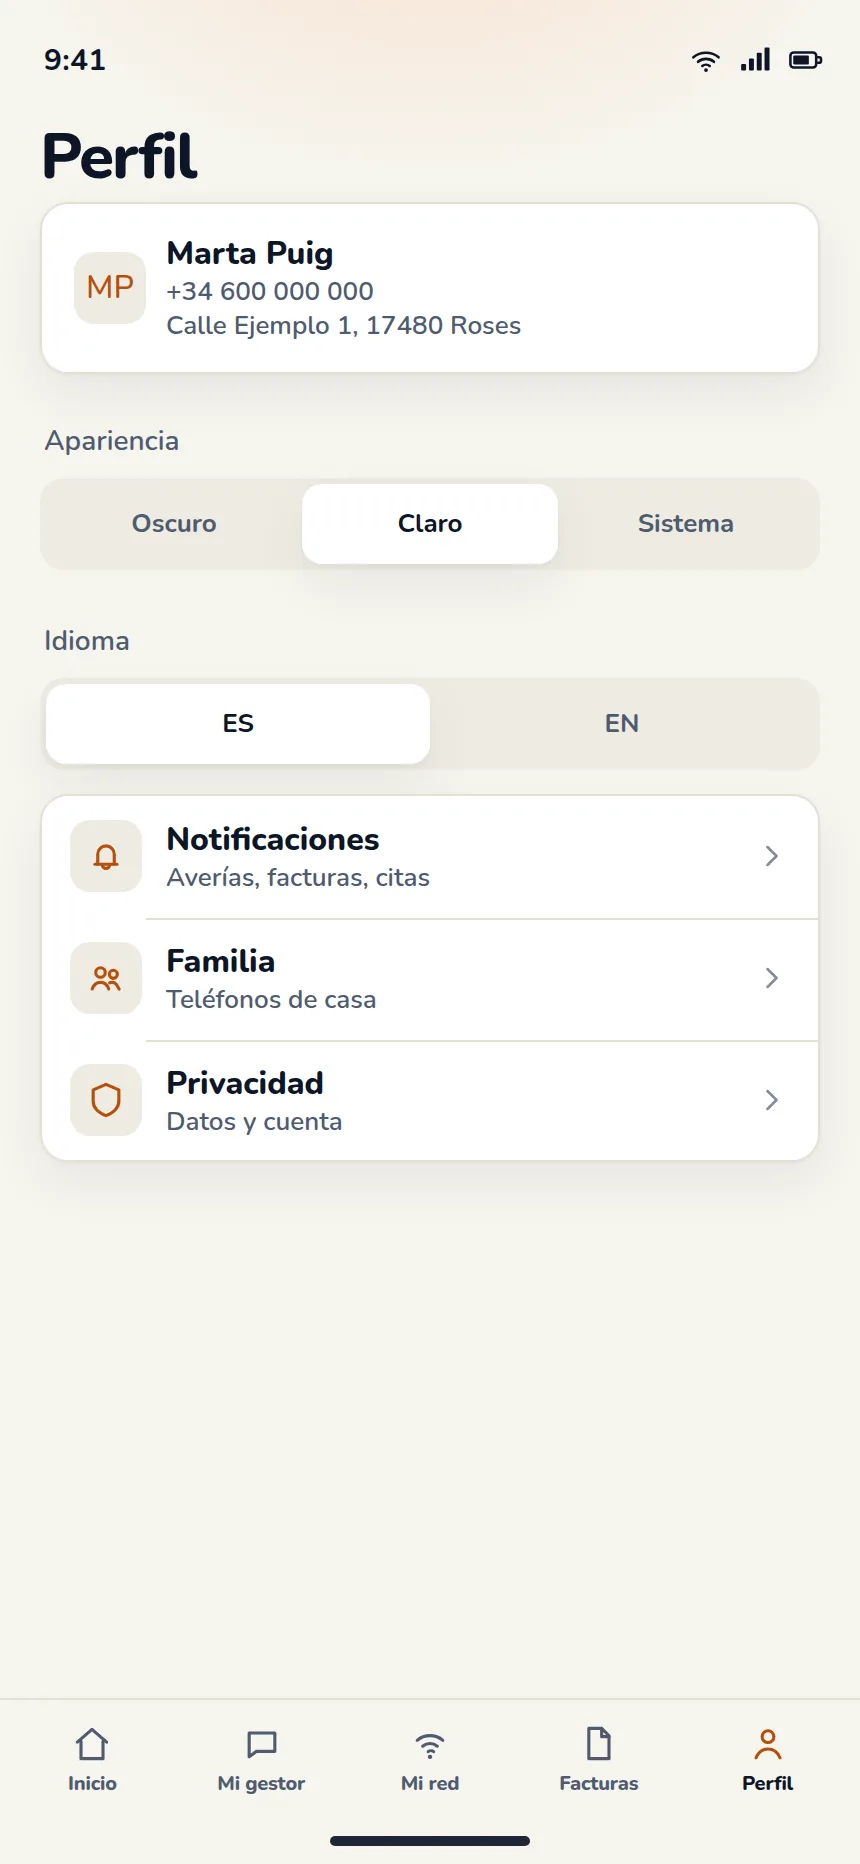 9:41
Perfil
MP
Marta Puig
+34 600 000 000
Calle Ejemplo 1, 17480 Roses
Apariencia
Oscuro Claro Sistema
Idioma
ES EN
Notificaciones
Averías, facturas, citas
Familia
Teléfonos de casa
Privacidad
Datos y cuenta
Inicio Mi gestor Mi red Facturas Perfil